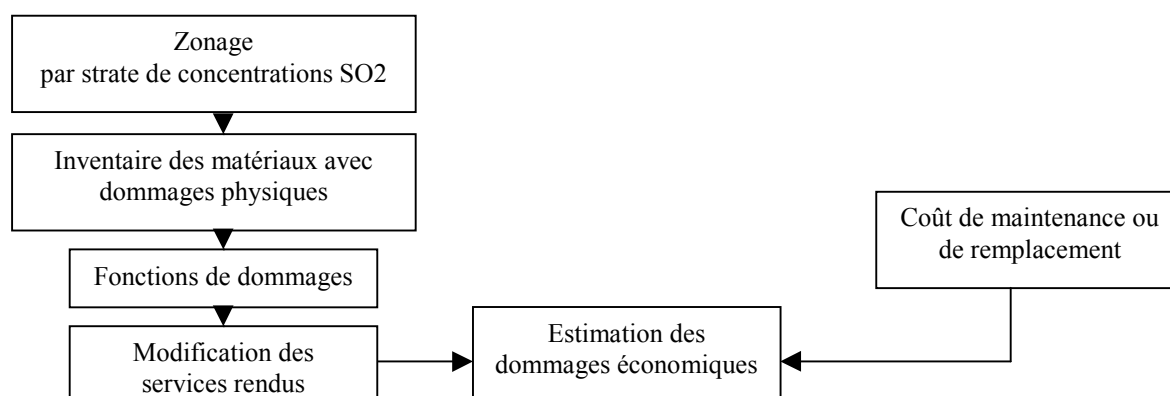 Zonage
par strate de concentrations SO2
Inventaire des matériaux avec
dommages physiques
Coût de maintenance ou
de remplacement
Fonctions de dommages
Modification des
services rendus
Estimation des
dommages économiques